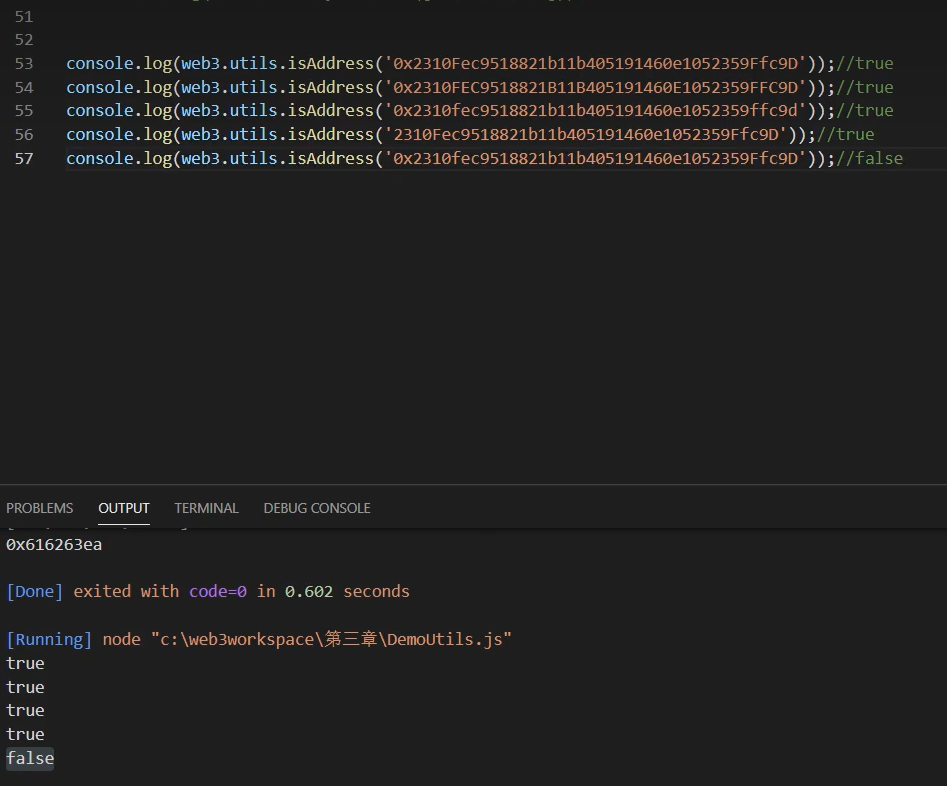 51
52
53 console.log(web3.utils.isAddress('0x2310Fec9518821b11b405191460e1052359Ffc9D'));//true
54 console.log(web3.utils.isAddress('0x2310FEC9518821B11B405191460E1052359FFC9D'));//true
55 console.log(web3.utils.isAddress('0x2310fec9518821b11b405191460e1052359ffc9d'));//true
56 console.log(web3.utils.isAddress('2310Fec9518821b11b405191460e1052359Ffc9D'));//true
57 console.log(web3.utils.isAddress('0x2310fec9518821b11b405191460e1052359Ffc9D'));//false
PROBLEMS OUTPUT TERMINAL DEBUG CONSOLE
0x616263ea
[Done] exited with code=0 in 0.602 seconds
[Running] node "c:\web3workspace\第三章\DemoUtils.js"
true
true
true
true
false